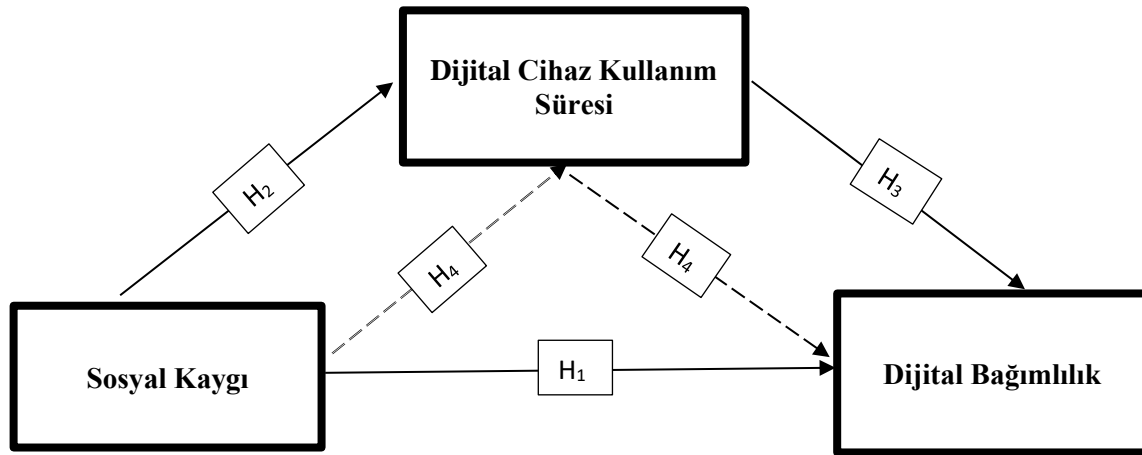 Dijital Cihaz Kullanım
Süresi
H₂
H₃
H₄
H₄
Sosyal Kaygı
H₁
Dijital Bağımlılık